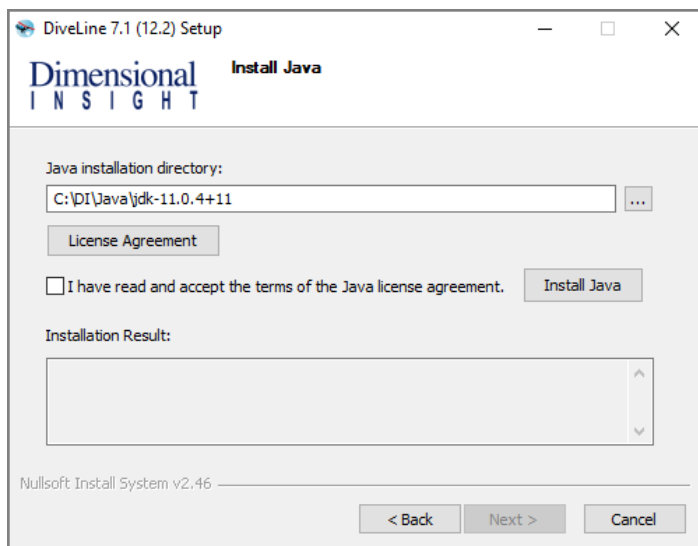 DiveLine 7.1 (12.2) Setup
Dimensional
INSIGHT
Install Java
Java installation directory:
C:\DI\Java\jdk-11.0.4+11
...
License Agreement
I have read and accept the terms of the Java license agreement.
Install Java
Installation Result:
Nullsoft Install System v2.46
< Back
Next >
Cancel